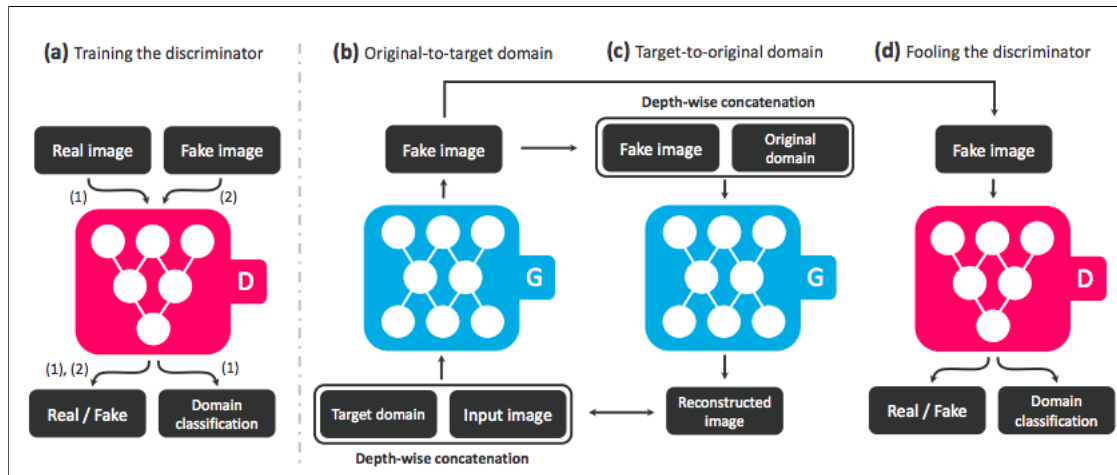 (a) Training the discriminator
(b) Original-to-target domain
(c) Target-to-original domain
(d) Fooling the discriminator
Depth-wise concatenation
Real image
Fake image
Fake image
Fake image
Original
domain
Fake image
(1)
(2)
D
G
G
D
(1), (2)
(1)
Real / Fake
Domain
classification
Target domain
Input image
Reconstructed
image
Real / Fake
Domain
classification
Depth-wise concatenation